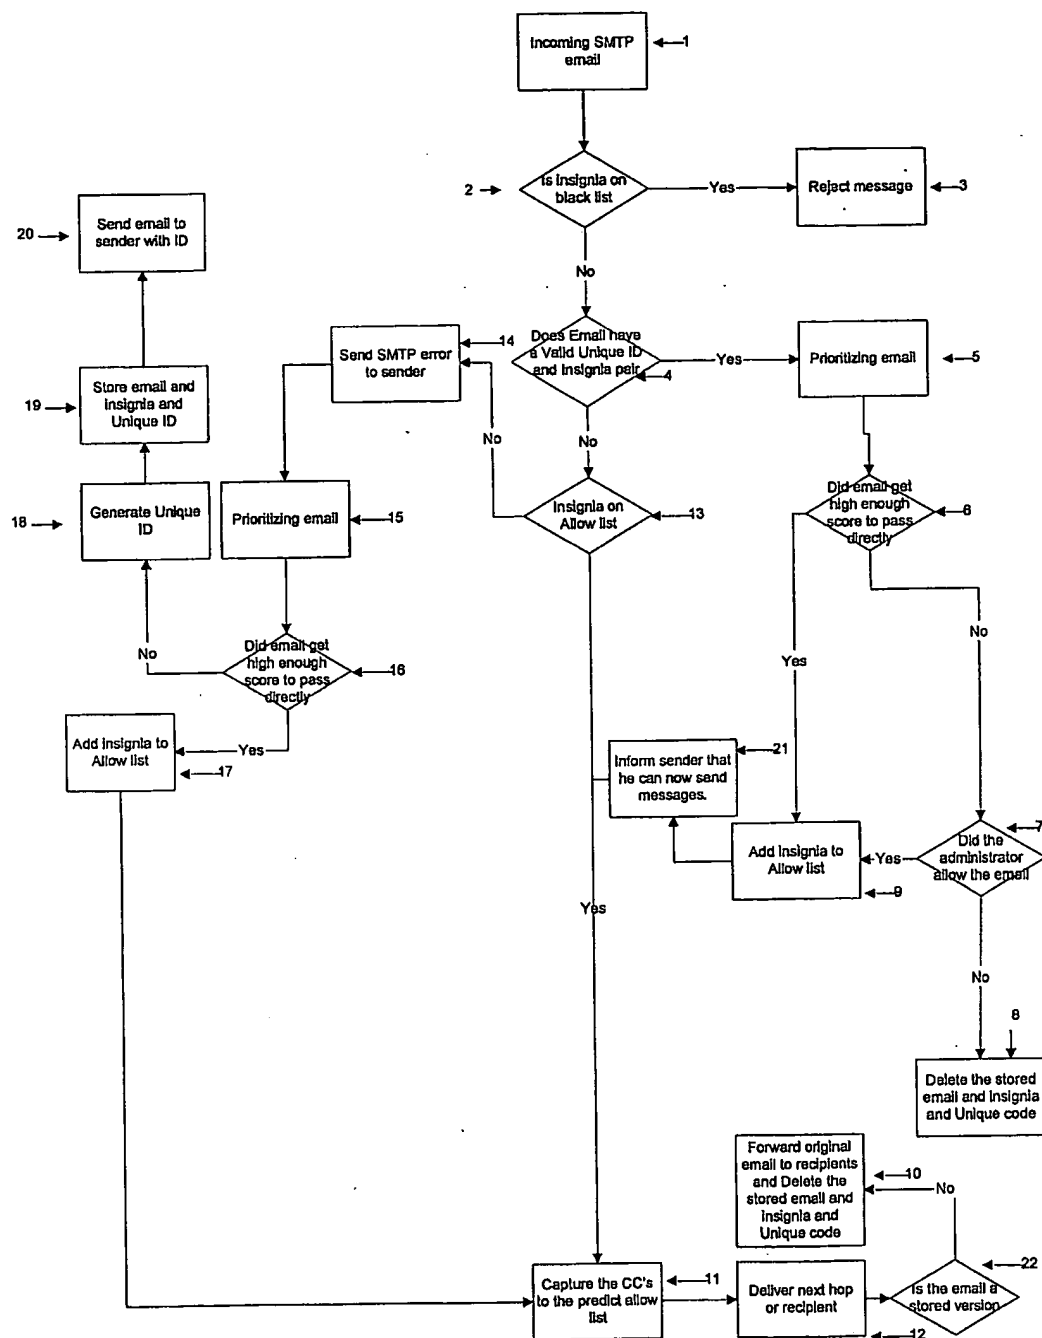 Incoming SMTP
email
1
2
Is Insignia on
black list
Yes
Reject message
3
No
20
Send email to
sender with ID
Send SMTP error
to sender
14
Does Email have
a Valid Unique ID
and Insignia pair
4
Yes
Prioritizing email
5
19
Store email and
Insignia and
Unique ID
No
No
18
Generate Unique
ID
Prioritizing email
15
Insignia on
Allow list
13
Did email get
high enough
score to pass
directly
6
No
No
Did email get
high enough
score to pass
directly
16
Yes
Add Insignia to
Allow list
17
Yes
Inform sender that
he can now send
messages.
21
Add Insignia to
Allow list
9
Yes
Did the
administrator
allow the email
7
Yes
No
8
Delete the stored
email and Insignia
and Unique code
Forward original
email to recipients
and Delete the
stored email and
Insignia and
Unique code
10
No
22
Capture the CC's
to the predict allow
list
11
Deliver next hop
or recipient
12
Is the email a
stored version